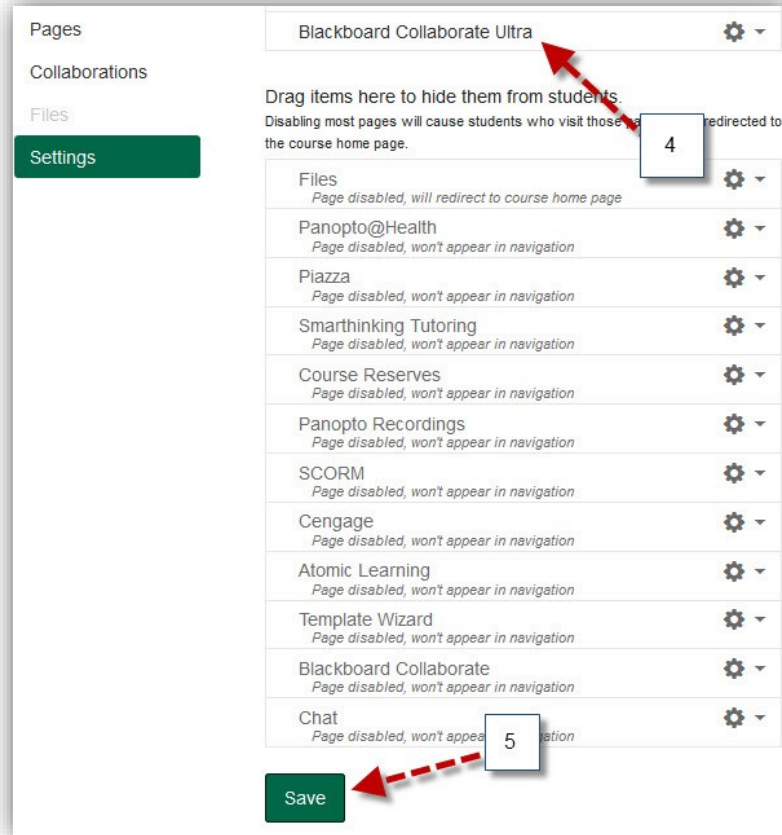 Pages
Collaborations
Files
Settings
Blackboard Collaborate Ultra
Drag items here to hide them from students.
Disabling most pages will cause students who visit those redirected to
the course home page.
4
Files
Page disabled, will redirect to course home page
Panopto@Health
Page disabled, won't appear in navigation
Piazza
Page disabled, won't appear in navigation
Smarthinking Tutoring
Page disabled, won't appear in navigation
Course Reserves
Page disabled, won't appear in navigation
Panopto Recordings
Page disabled, won't appear in navigation
SCORM
Page disabled, won't appear in navigation
Cengage
Page disabled, won't appear in navigation
Atomic Learning
Page disabled, won't appear in navigation
Template Wizard
Page disabled, won't appear in navigation
Blackboard Collaborate
Page disabled, won't appear in navigation
Chat
Page disabled, won't
5
Save